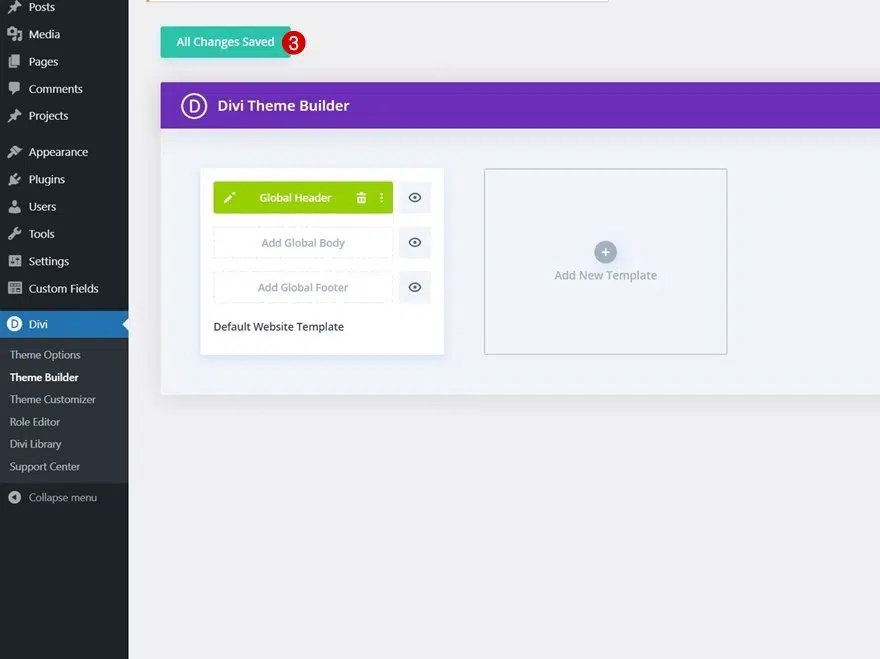 Posts
Media
Pages
Comments
Projects
Appearance
Plugins
Users
Tools
Settings
Custom Fields
D Divi
Theme Options
Theme Builder
Theme Customizer
Role Editor
Divi Library
Support Center
Collapse menu
All Changes Saved 3
D Divi Theme Builder
Global Header
Add Global Body
Add Global Footer
Default Website Template
Add New Template